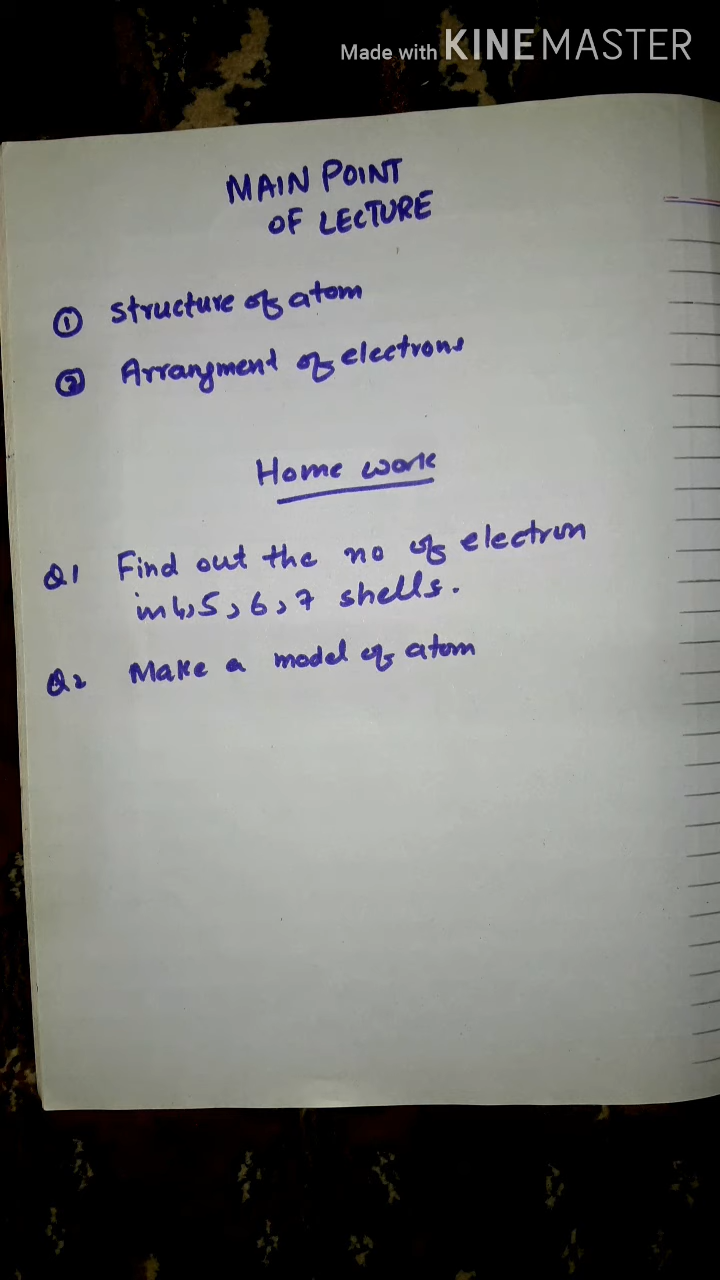 Made with KINEMASTER
MAIN POINT
OF LECTURE
① Structure of atom
② Arrangment of electrons
Home work
Q1 Find out the no of electron
in 4, 5, 6, 7 shells.
Q2 Make a model of atom